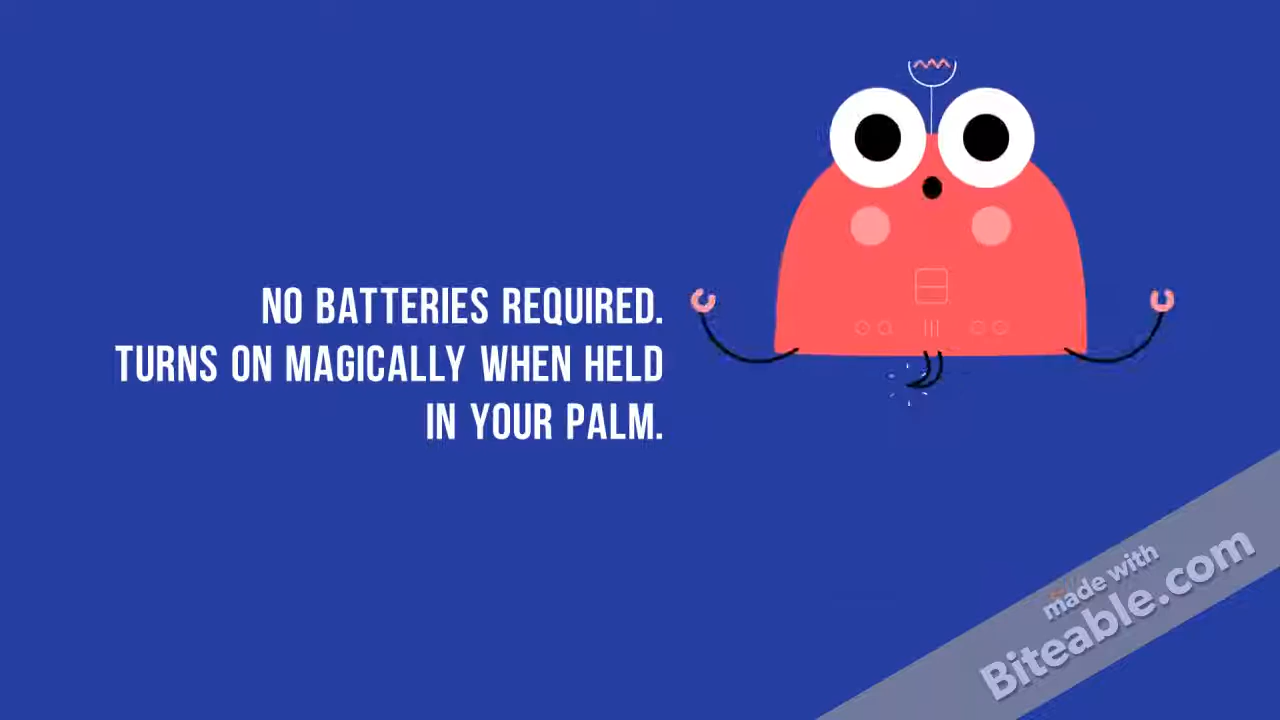 NO BATTERIES REQUIRED.
TURNS ON MAGICALLY WHEN HELD
IN YOUR PALM.
made with
Biteable.com